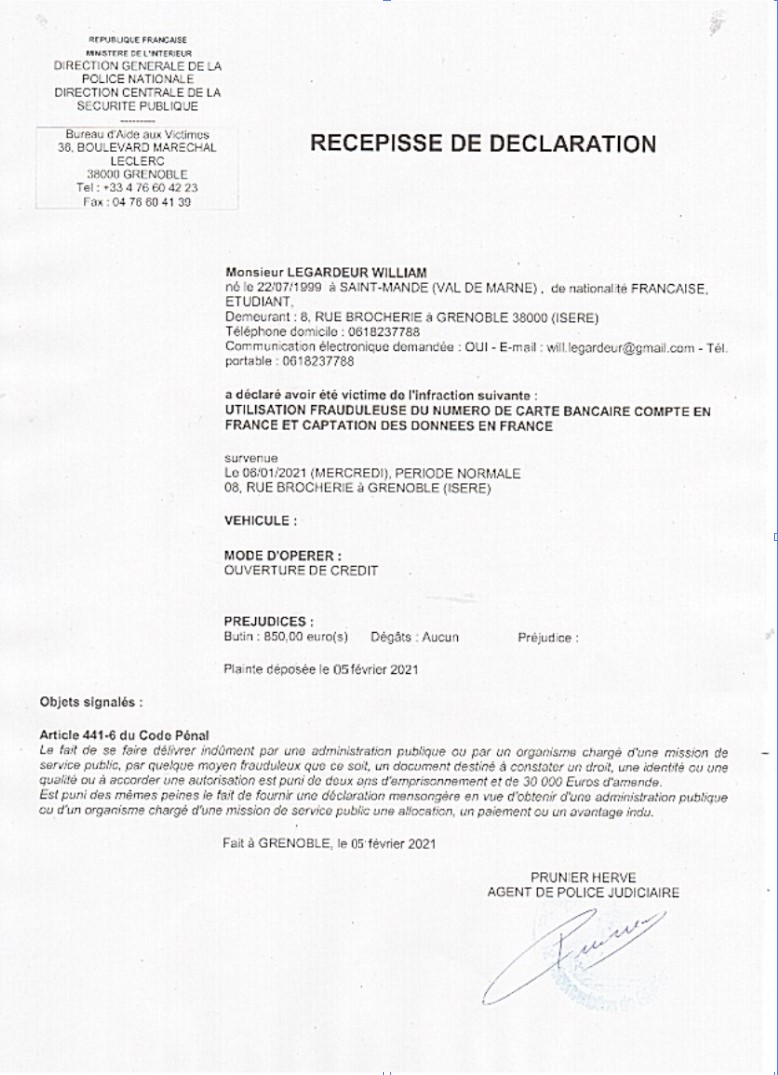 REPUBLIQUE FRANCAISE
MINISTERE DE L'INTERIEUR
DIRECTION GENERALE DE LA
POLICE NATIONALE
DIRECTION CENTRALE DE LA
SECURITE PUBLIQUE
----------
Bureau d'Aide aux Victimes
36, BOULEVARD MARECHAL
LECLERC
38000 GRENOBLE
Tel : +33 4 76 60 42 23
Fax : 04 76 60 41 39
RECEPISSE DE DECLARATION
Monsieur LEGARDEUR WILLIAM
né le 22/07/1999 à SAINT-MANDE (VAL DE MARNE) , de nationalité FRANCAISE,
ETUDIANT,
Demeurant : 8, RUE BROCHERIE à GRENOBLE 38000 (ISERE)
Téléphone domicile : 0618237788
Communication électronique demandée : OUI - E-mail : will.legardeur@gmail.com - Tél.
portable : 0618237788
a déclaré avoir été victime de l'infraction suivante :
UTILISATION FRAUDULEUSE DU NUMERO DE CARTE BANCAIRE COMPTE EN
FRANCE ET CAPTATION DES DONNEES EN FRANCE
survenue
Le 06/01/2021 (MERCREDI), PERIODE NORMALE
08, RUE BROCHERIE à GRENOBLE (ISERE)
VEHICULE :
MODE D'OPERER :
OUVERTURE DE CREDIT
PREJUDICES :
Butin : 850,00 euro(s) Dégâts : Aucun Préjudice :
Plainte déposée le 05 février 2021
Objets signalés :
Article 441-6 du Code Pénal
Le fait de se faire délivrer indûment par une administration publique ou par un organisme chargé d'une mission de
service public, par quelque moyen frauduleux que ce soit, un document destiné à constater un droit, une identité ou une
qualité ou à accorder une autorisation est puni de deux ans d'emprisonnement et de 30 000 Euros d'amende.
Est puni des mêmes peines le fait de fournir une déclaration mensongère en vue d'obtenir d'une administration publique
ou d'un organisme chargé d'une mission de service public une allocation, un paiement ou un avantage indu.
Fait à GRENOBLE, le 05 février 2021
PRUNIER HERVE
AGENT DE POLICE JUDICIAIRE